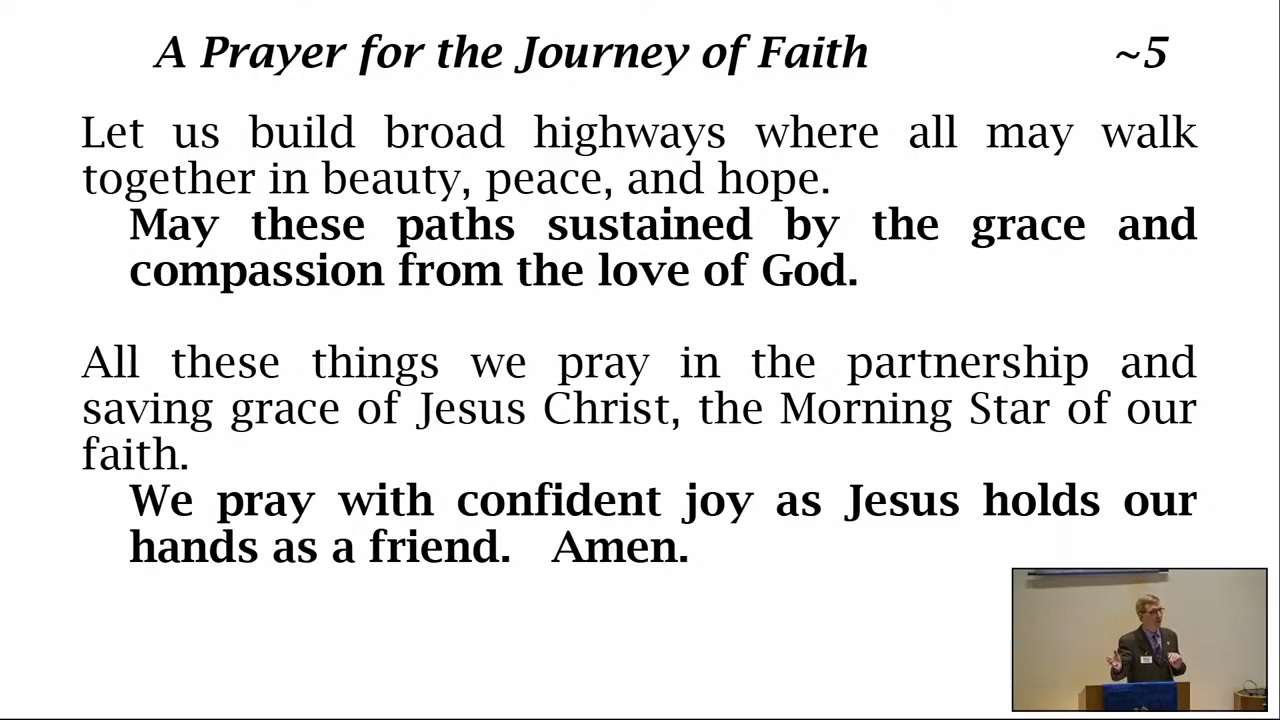 A Prayer for the Journey of Faith ~5
Let us build broad highways where all may walk
together in beauty, peace, and hope.
May these paths sustained by the grace and
compassion from the love of God.
All these things we pray in the partnership and
saving grace of Jesus Christ, the Morning Star of our
faith.
We pray with confident joy as Jesus holds our
hands as a friend. Amen.